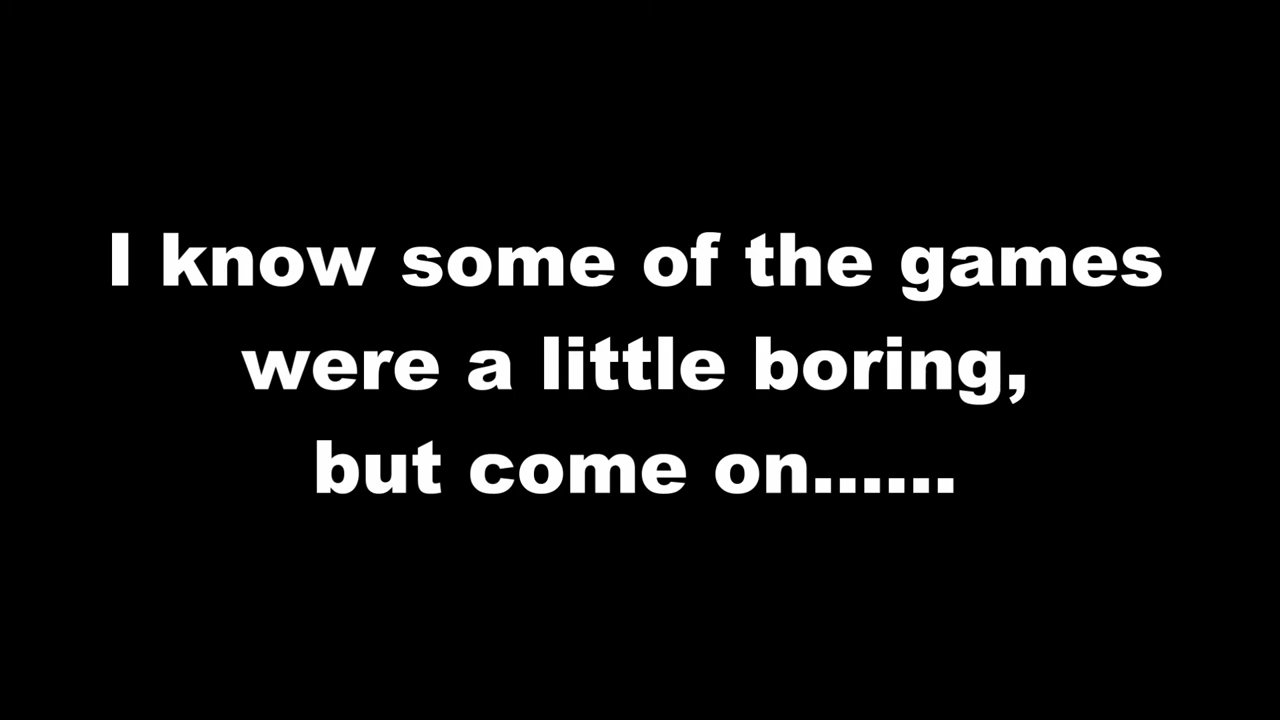 I know some of the games
were a little boring,
but come on......